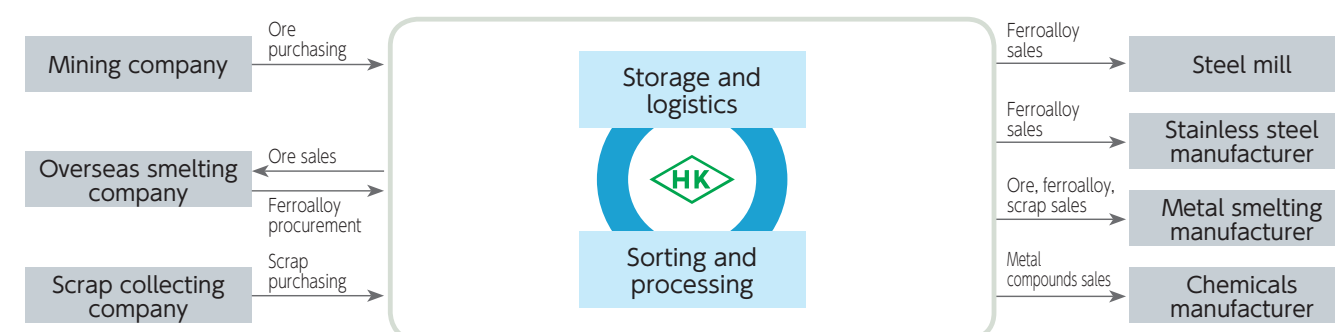 Ore
purchasing
Mining company
Ore sales
Overseas smelting
company
Ferroalloy
procurement
Scrap
purchasing
Scrap collecting
company
Storage and
logistics
HK
Sorting and
processing
Ferroalloy
sales
Steel mill
Ferroalloy
sales
Stainless steel
manufacturer
Ore, ferroalloy,
scrap sales
Metal smelting
manufacturer
Metal
compounds sales
Chemicals
manufacturer